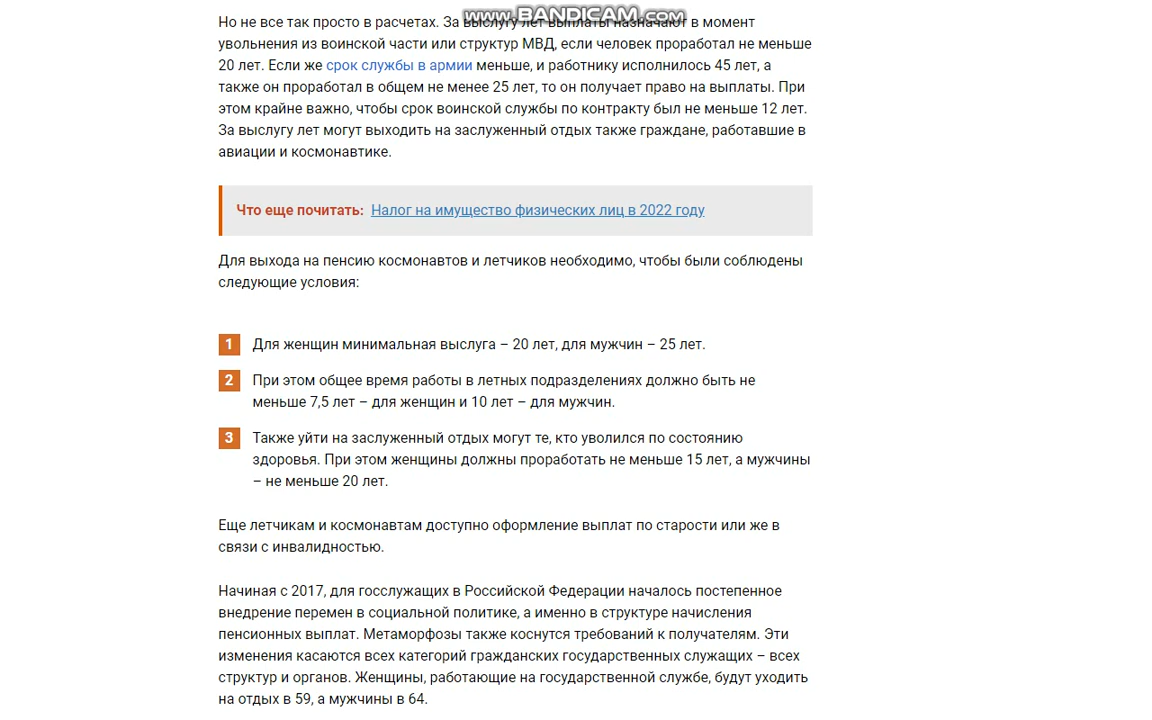 www.BANDICAM.com
Но не все так просто в расчетах. За выслугу лет выплаты назначают в момент
увольнения из воинской части или структур МВД, если человек проработал не меньше
20 лет. Если же срок службы в армии меньше, и работнику исполнилось 45 лет, а
также он проработал в общем не менее 25 лет, то он получает право на выплаты. При
этом крайне важно, чтобы срок воинской службы по контракту был не меньше 12 лет.
За выслугу лет могут выходить на заслуженный отдых также граждане, работавшие в
авиации и космонавтике.
Что еще почитать: Налог на имущество физических лиц в 2022 году
Для выхода на пенсию космонавтов и летчиков необходимо, чтобы были соблюдены
следующие условия:
1 Для женщин минимальная выслуга – 20 лет, для мужчин – 25 лет.
2 При этом общее время работы в летных подразделениях должно быть не
меньше 7,5 лет – для женщин и 10 лет – для мужчин.
3 Также уйти на заслуженный отдых могут те, кто уволился по состоянию
здоровья. При этом женщины должны проработать не меньше 15 лет, а мужчины
– не меньше 20 лет.
Еще летчикам и космонавтам доступно оформление выплат по старости или же в
связи с инвалидностью.
Начиная с 2017, для госслужащих в Российской Федерации началось постепенное
внедрение перемен в социальной политике, а именно в структуре начисления
пенсионных выплат. Метаморфозы также коснутся требований к получателям. Эти
изменения касаются всех категорий гражданских государственных служащих – всех
структур и органов. Женщины, работающие на государственной службе, будут уходить
на отдых в 59, а мужчины в 64.